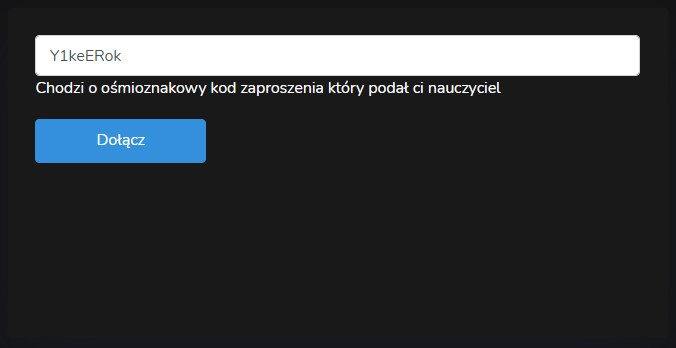 Y1keERok
Chodzi o ośmioznakowy kod zaproszenia który podał ci nauczyciel
Dołącz